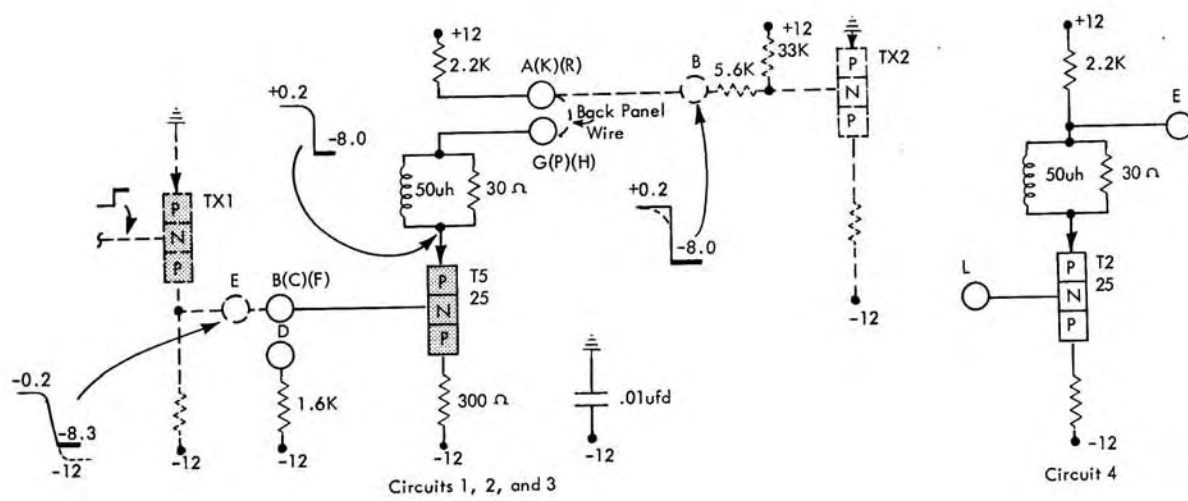 +12
2.2K
A(K)(R)
B
5.6K
+12
33K
TX2
P
N
P
-12
Back Panel
Wire
G(P)(H)
+0.2
-8.0
50uh
30 Ω
TX1
P
N
P
E
B(C)(F)
D
1.6K
-12
-12
T5
25
P
N
P
300 Ω
-12
.01ufd
-12
+0.2
-8.0
-0.2
-8.3
-12
Circuits 1, 2, and 3
+12
2.2K
E
50uh
30 Ω
L
T2
25
P
N
P
-12
Circuit 4